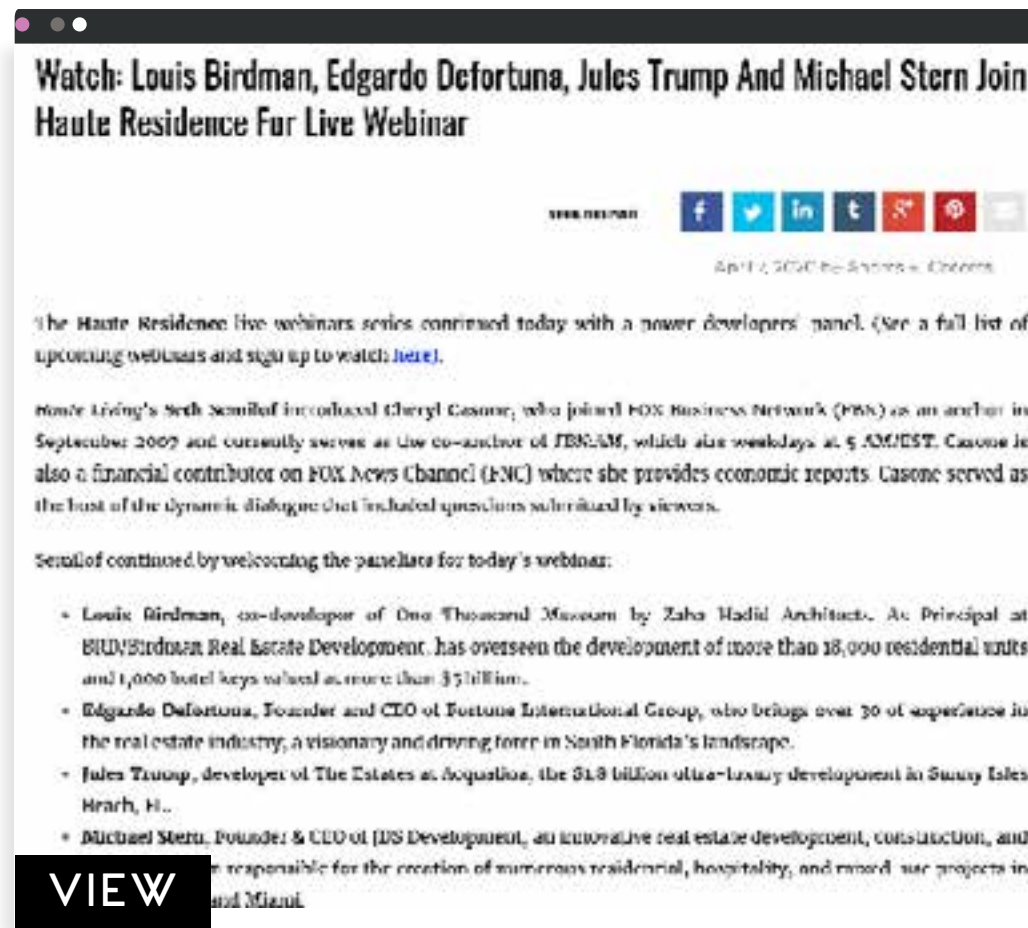 Watch: Louis Birdman, Edgardo Defortuna, Jules Trump And Michael Stern Join
Haute Residence For Live Webinar
f in t g+
April 7, 2020 by
The Haute Residence live webinars series continued today with a power developers' panel. (See a full list of
upcoming webinars and sign up to watch here).
Haute Living's Seth Semilof introduced Cheryl Casone, who joined FOX Business Network (FBN) as an anchor in
September 2007 and currently serves as the co-anchor of FBN:AM, which airs weekdays at 5 AM/EST. Casone is
also a financial contributor on FOX News Channel (FNC) where she provides economic reports. Casone served as
the host of the dynamic dialogue that included questions submitted by viewers.
Semilof continued by welcoming the panelists for today's webinar:
• Louis Birdman, co-developer of One Thousand Museum by Zaha Hadid Architects. As Principal at
BIRD/Birdman Real Estate Development, has overseen the development of more than 18,000 residential units
and 1,000 hotel keys valued at more than $5 billion.
• Edgardo Defortuna, Founder and CEO of Fortune International Group, who brings over 30 of experience in
the real estate industry, a visionary and driving force in South Florida's landscape.
• Jules Trump, developer of The Estates at Acqualina, the $1.8 billion ultra-luxury development in Sunny Isles
Beach, FL.
• Michael Stern, Founder & CEO of JDS Development, an innovative real estate development, construction, and
responsible for the creation of numerous residential, hospitality, and mixed-use projects in
VIEW and Miami.